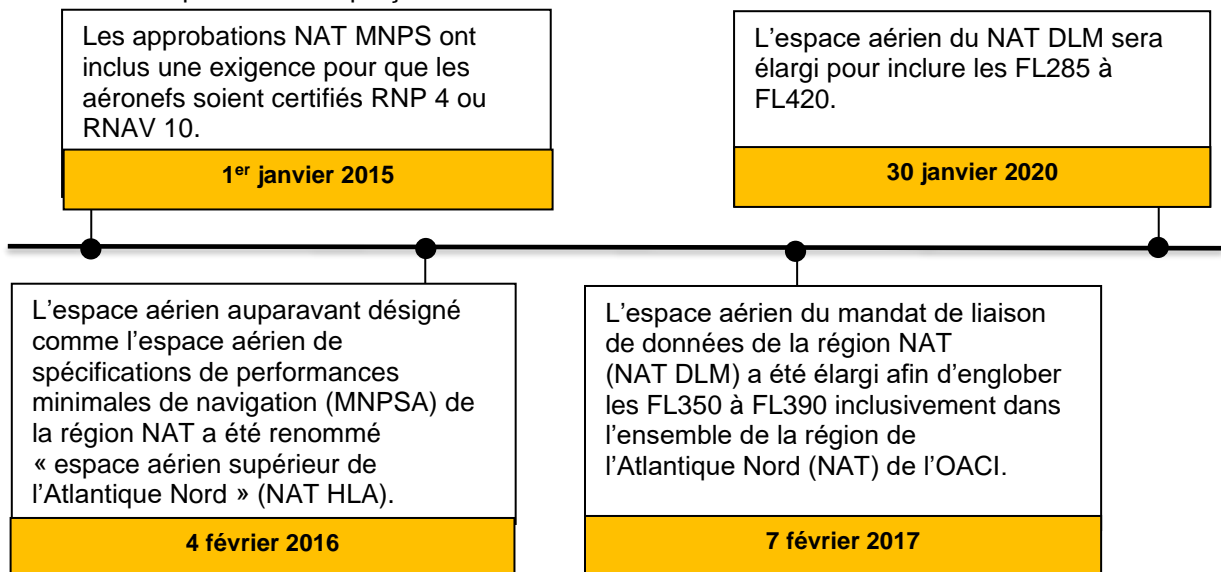 Les approbations NAT MNPS ont
inclus une exigence pour que les
aéronefs soient certifiés RNP 4 ou
RNAV 10.
1er janvier 2015
L'espace aérien du NAT DLM sera
élargi pour inclure les FL285 à
FL420.
30 janvier 2020
L'espace aérien auparavant désigné
comme l'espace aérien de
spécifications de performances
minimales de navigation (MNPSA) de
la région NAT a été renommé
« espace aérien supérieur de
l'Atlantique Nord » (NAT HLA).
4 février 2016
L'espace aérien du mandat de liaison
de données de la région NAT
(NAT DLM) a été élargi afin d'englober
les FL350 à FL390 inclusivement dans
l'ensemble de la région de
l'Atlantique Nord (NAT) de l'OACI.
7 février 2017